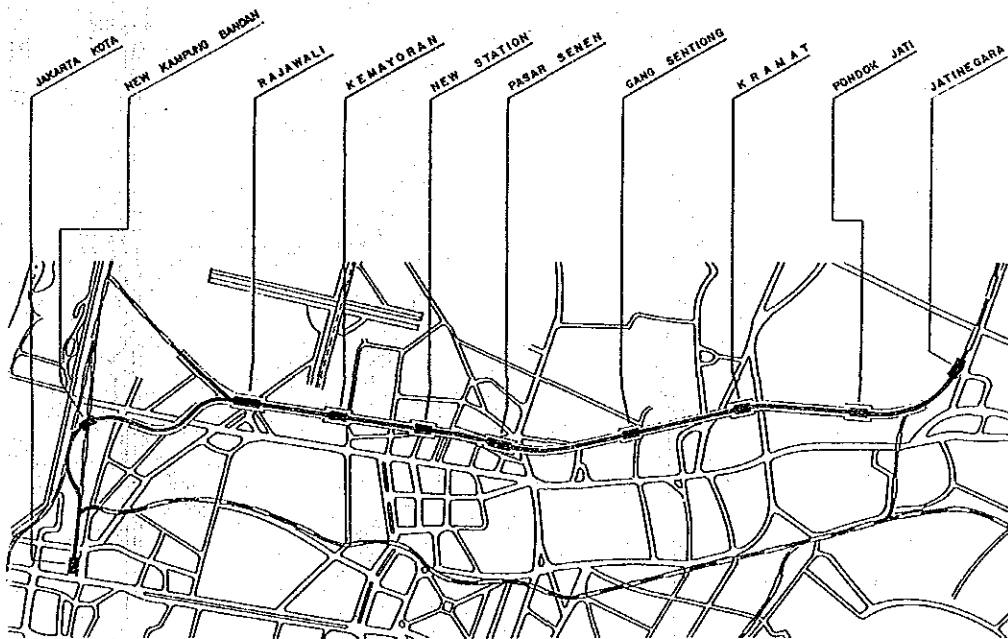 JAKARTA KOTA
NEW KAMPUNG BANDAN
RAJAWALI
KEMAYORAN
NEW STATION
PASAR SENEN
GANG SENTIONG
KRAMAT
PONDOK JATI
JATINEGARA